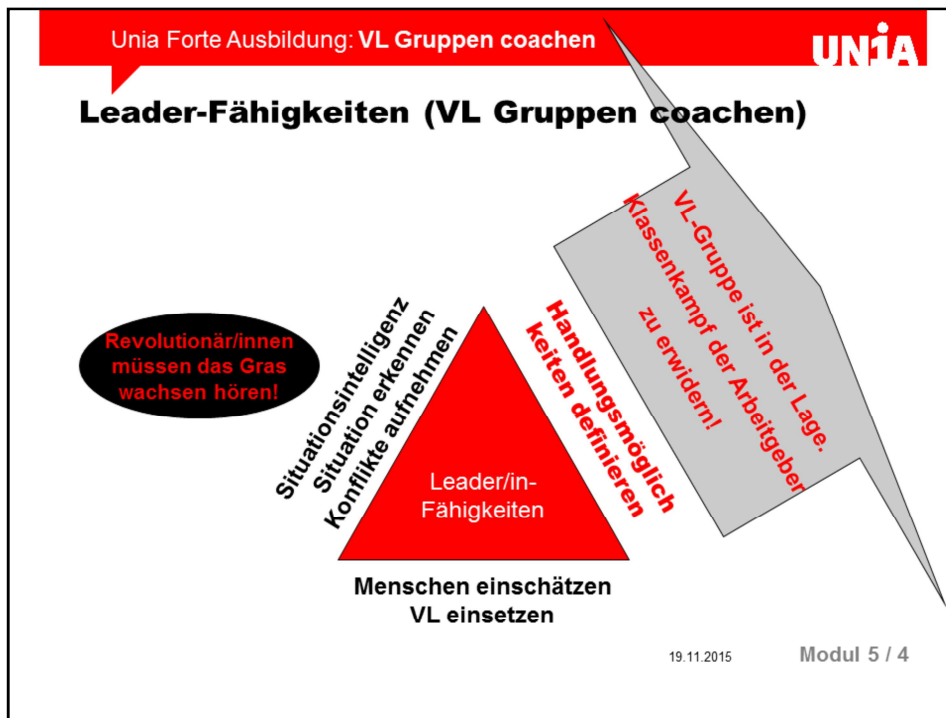 Unia Forte Ausbildung: VL Gruppen coachen
UNiA
Leader-Fähigkeiten (VL Gruppen coachen)
Revolutionär/innen
müssen das Gras
wachsen hören!
Situationsintelligenz
Situation erkennen
Konflikte aufnehmen
Leader/in-
Fähigkeiten
Handlungsmöglich
keiten definieren
VL-Gruppe ist in der Lage.
Klassenkampf der Arbeitgeber
zu erwidern!
Menschen einschätzen
VL einsetzen
19.11.2015
Modul 5 / 4